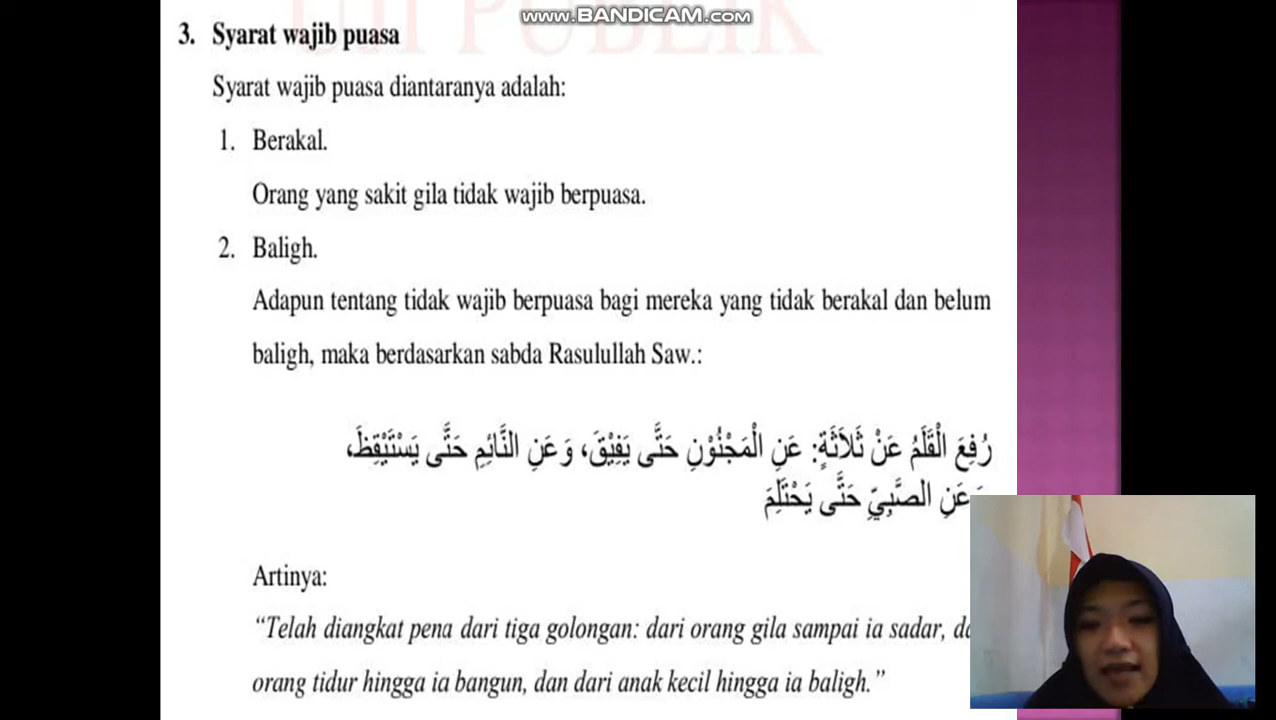 www.BANDICAM.com
UJI PUBLIK
3. Syarat wajib puasa
Syarat wajib puasa diantaranya adalah:
1. Berakal.
Orang yang sakit gila tidak wajib berpuasa.
2. Baligh.
Adapun tentang tidak wajib berpuasa bagi mereka yang tidak berakal dan belum
baligh, maka berdasarkan sabda Rasulullah Saw.:
رُفِعَ الْقَلَمُ عَنْ ثَلاَثَةٍ: عَنِ الْمَجْنُوْنِ حَتَّى يَفِيْقَ، وَعَنِ النَّائِمِ حَتَّى يَسْتَيْقِظَ،
عَنِ الصَّبِيِّ حَتَّى يَحْتَلِمَ
Artinya:
“Telah diangkat pena dari tiga golongan: dari orang gila sampai ia sadar,
orang tidur hingga ia bangun, dan dari anak kecil hingga ia baligh.”